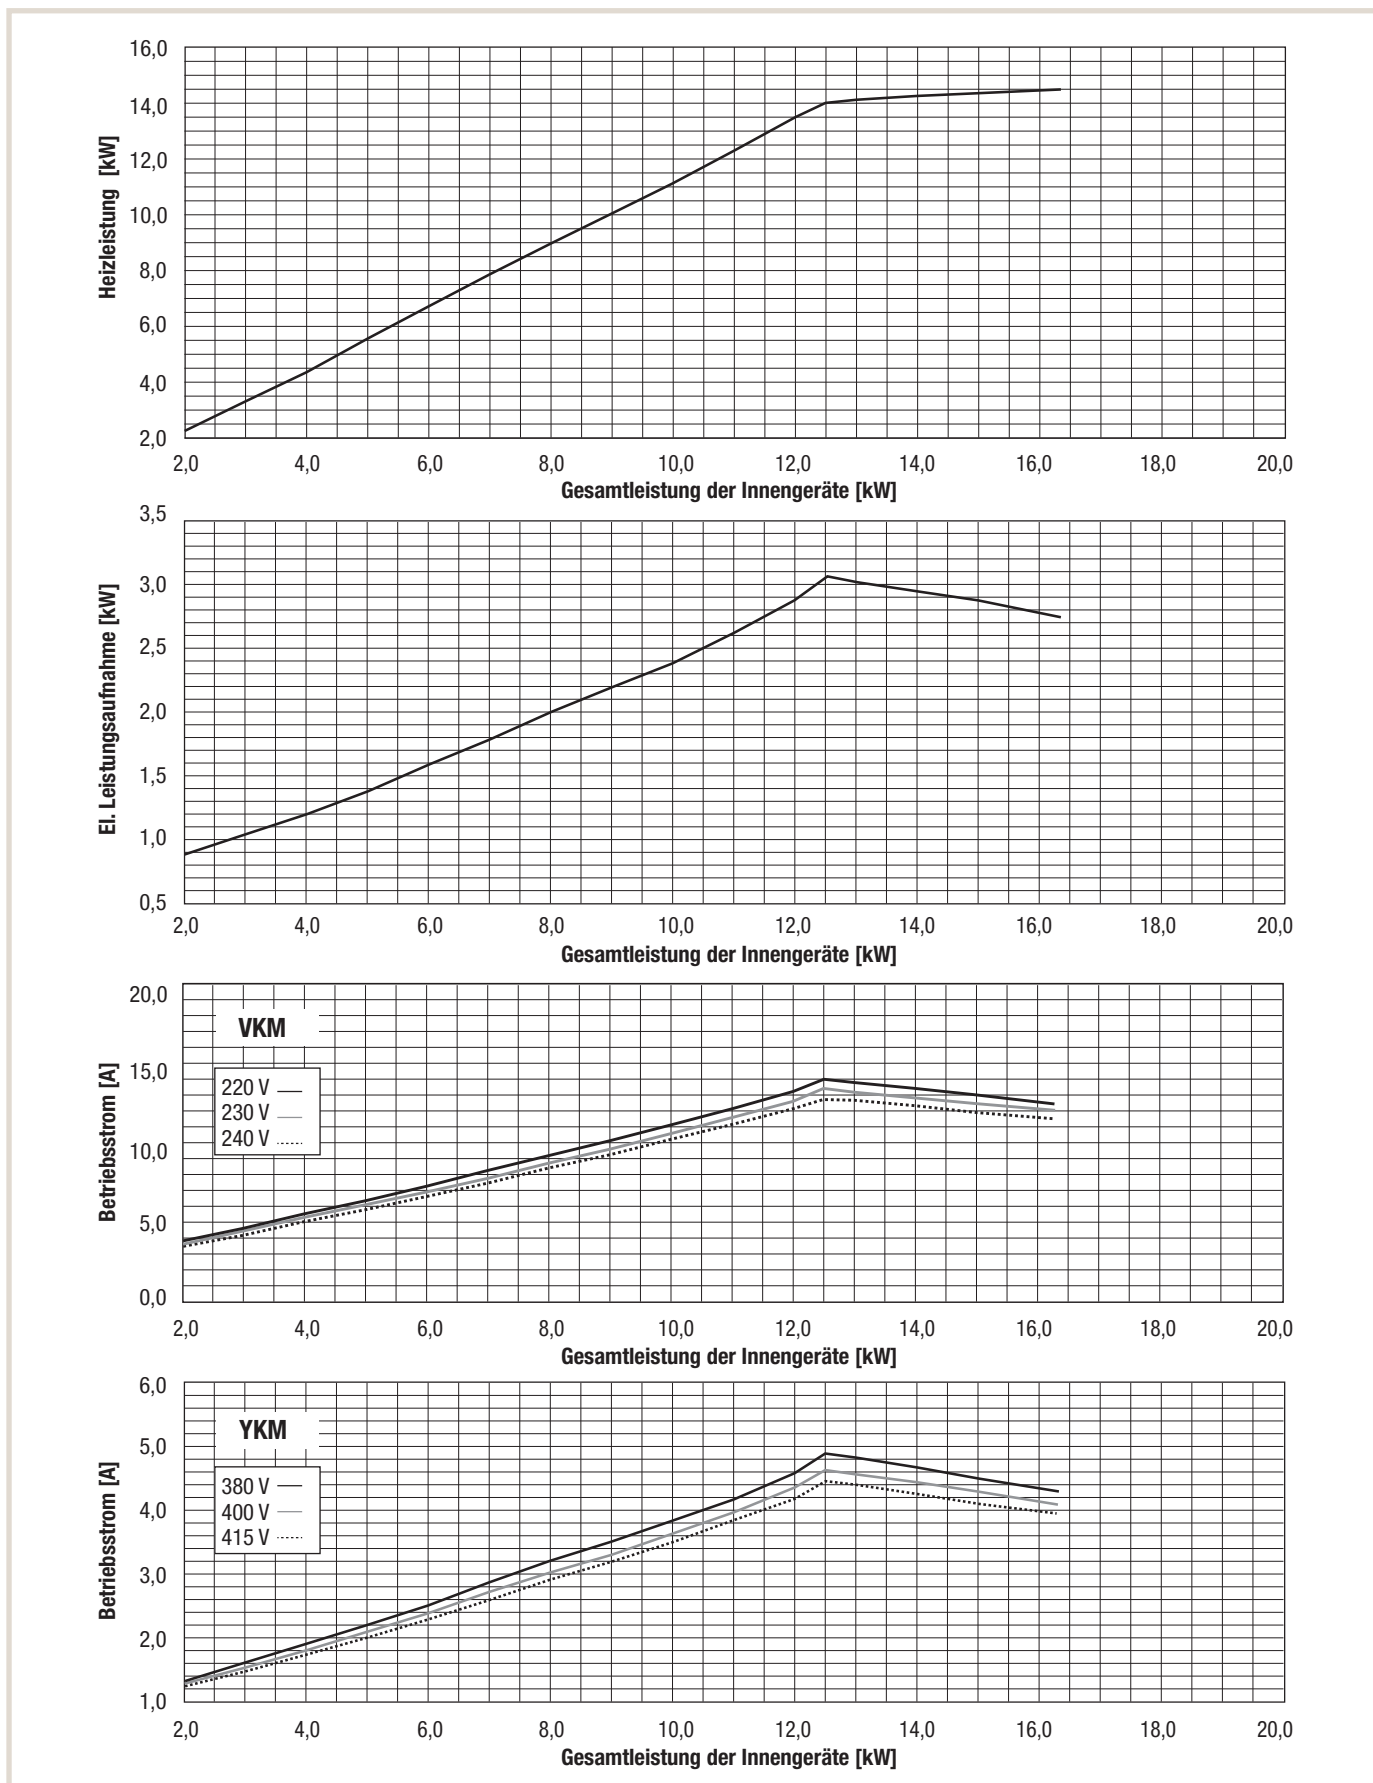 16,0
14,0
12,0
10,0
8,0
6,0
4,0
2,0
Heizleistung [kW]
2,0 4,0 6,0 8,0 10,0 12,0 14,0 16,0 18,0 20,0
Gesamtleistung der Innengeräte [kW]
3,5
3,0
2,5
2,0
1,5
1,0
0,5
El. Leistungsaufnahme [kW]
2,0 4,0 6,0 8,0 10,0 12,0 14,0 16,0 18,0 20,0
Gesamtleistung der Innengeräte [kW]
20,0
15,0
10,0
5,0
0,0
Betriebsstrom [A]
VKM
220 V
230 V
240 V
2,0 4,0 6,0 8,0 10,0 12,0 14,0 16,0 18,0 20,0
Gesamtleistung der Innengeräte [kW]
6,0
5,0
4,0
3,0
2,0
1,0
Betriebsstrom [A]
YKM
380 V
400 V
415 V
2,0 4,0 6,0 8,0 10,0 12,0 14,0 16,0 18,0 20,0
Gesamtleistung der Innengeräte [kW]